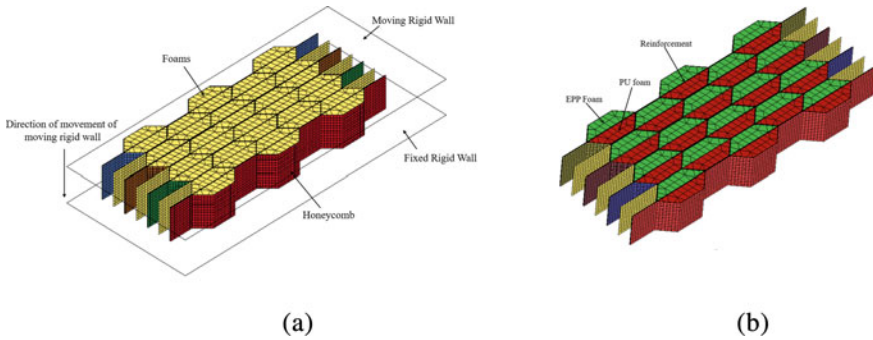 Moving Rigid Wall
Foams
Direction of movement of
moving rigid wall
Fixed Rigid Wall
Honeycomb
(a)
Reinforcement
PU foam
EPP Foam
(b)